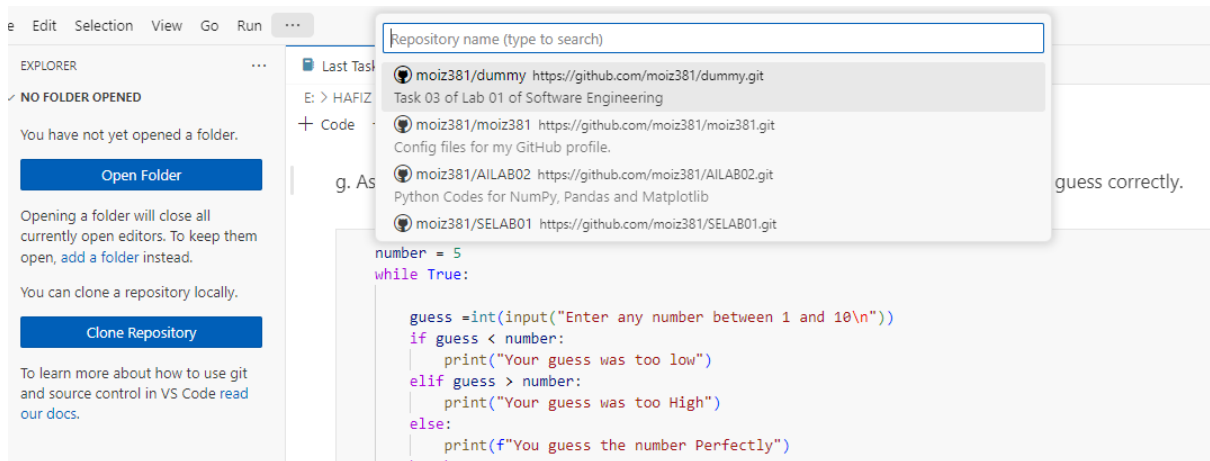 e Edit Selection View Go Run ···
Repository name (type to search)
EXPLORER ···
NO FOLDER OPENED
You have not yet opened a folder.
Open Folder
Opening a folder will close all
currently open editors. To keep them
open, add a folder instead.
You can clone a repository locally.
Clone Repository
To learn more about how to use git
and source control in VS Code read
our docs.
Last Task
E: > HAFIZ
+ Code
moiz381/dummy https://github.com/moiz381/dummy.git
Task 03 of Lab 01 of Software Engineering
moiz381/moiz381 https://github.com/moiz381/moiz381.git
Config files for my GitHub profile.
moiz381/AILAB02 https://github.com/moiz381/AILAB02.git
Python Codes for NumPy, Pandas and Matplotlib
moiz381/SELAB01 https://github.com/moiz381/SELAB01.git
g. As guess correctly.
number = 5
while True:
guess =int(input("Enter any number between 1 and 10\n"))
if guess < number:
print("Your guess was too low")
elif guess > number:
print("Your guess was too High")
else:
print(f"You guess the number Perfectly")